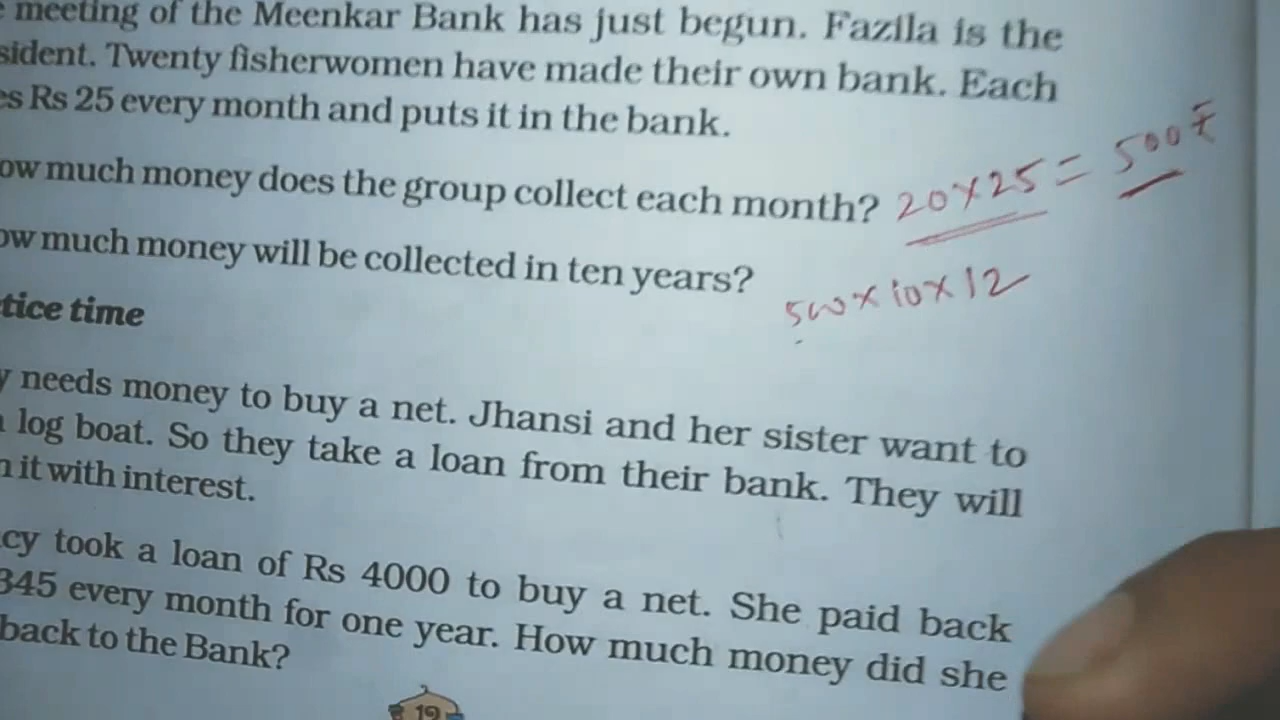 meeting of the Meenkar Bank has just begun. Fazila is the
sident. Twenty fisherwomen have made their own bank. Each
es Rs 25 every month and puts it in the bank.
ow much money does the group collect each month? 20 × 25 = 500 ₹
ow much money will be collected in ten years?
500 × 10 × 12
tice time
y needs money to buy a net. Jhansi and her sister want to
log boat. So they take a loan from their bank. They will
n it with interest.
cy took a loan of Rs 4000 to buy a net. She paid back
345 every month for one year. How much money did she
back to the Bank?
19